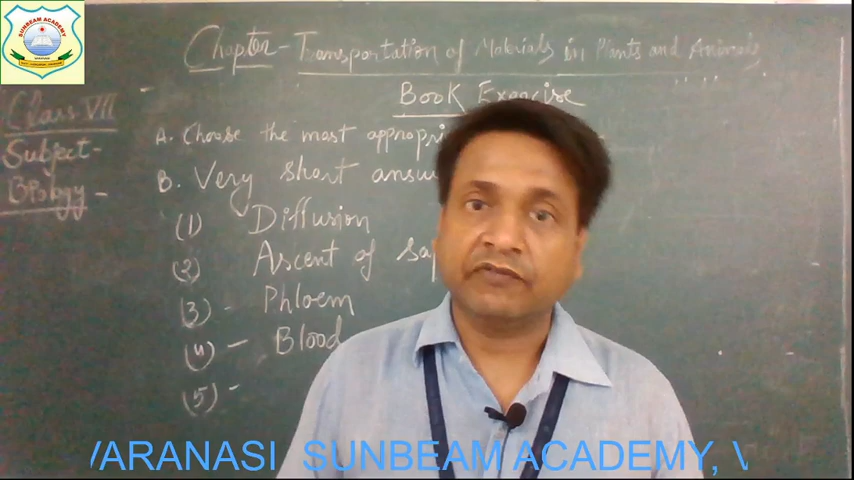 SUNBEAM ACADEMY
Chapter - Transportation of Materials in Plants and Animals
Book Exercise
Class VII
Subject-
Biology -
A. Choose the most appropri
B. Very short answ
(1) Diffusion
(2) Ascent of sap
(3) - Phloem
(4) - Blood
(5) -
VARANASI SUNBEAM ACADEMY, V